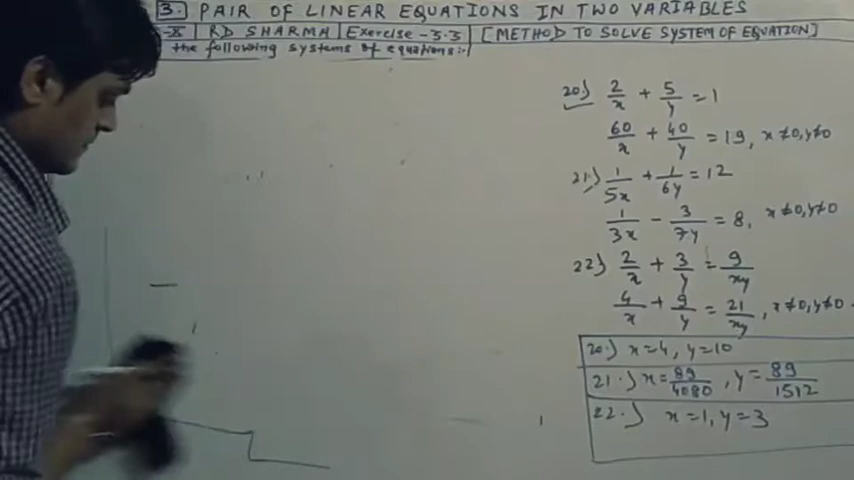 3. PAIR OF LINEAR EQUATIONS IN TWO VARIABLES
-x | RD SHARMA | Exercise-3.3 | [METHOD TO SOLVE SYSTEM OF EQUATION]
the following systems of equations:-
20) 2/x + 5/y = 1
60/x + 40/y = 19, x≠0, y≠0
21) 1/5x + 1/6y = 12
1/3x - 3/7y = 8, x≠0, y≠0
22) 2/x + 3/y = 9/xy
4/x + 9/y = 21/xy, x≠0, y≠0
20.) x=4, y=10
21.) x=89/4080, y=89/1512
22.) x=1, y=3